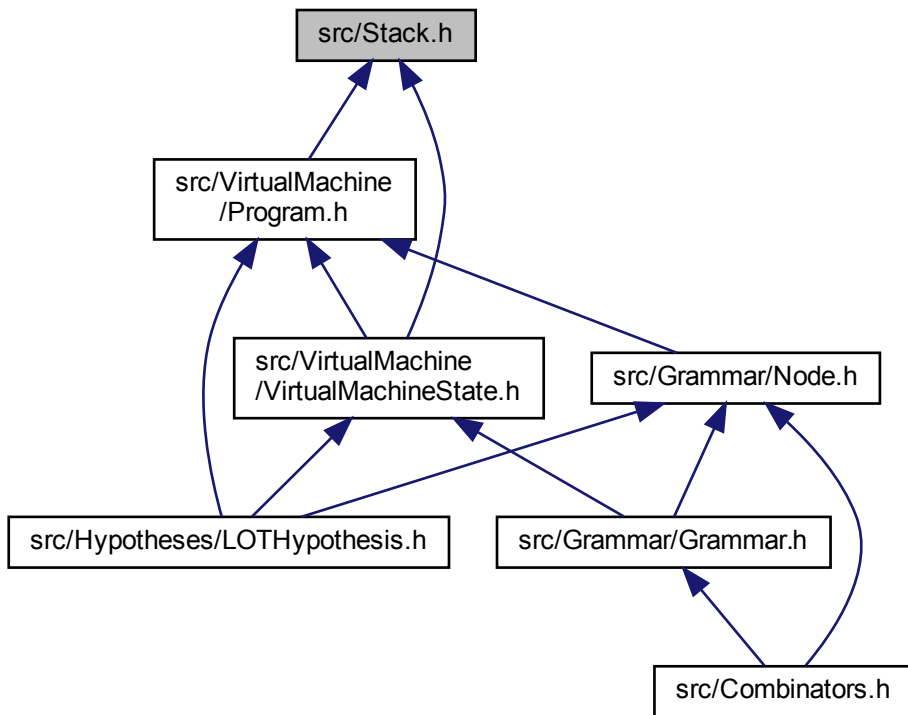 src/Stack.h
src/VirtualMachine
/Program.h
src/VirtualMachine
/VirtualMachineState.h
src/Grammar/Node.h
src/Hypotheses/LOTHypothesis.h
src/Grammar/Grammar.h
src/Combinators.h